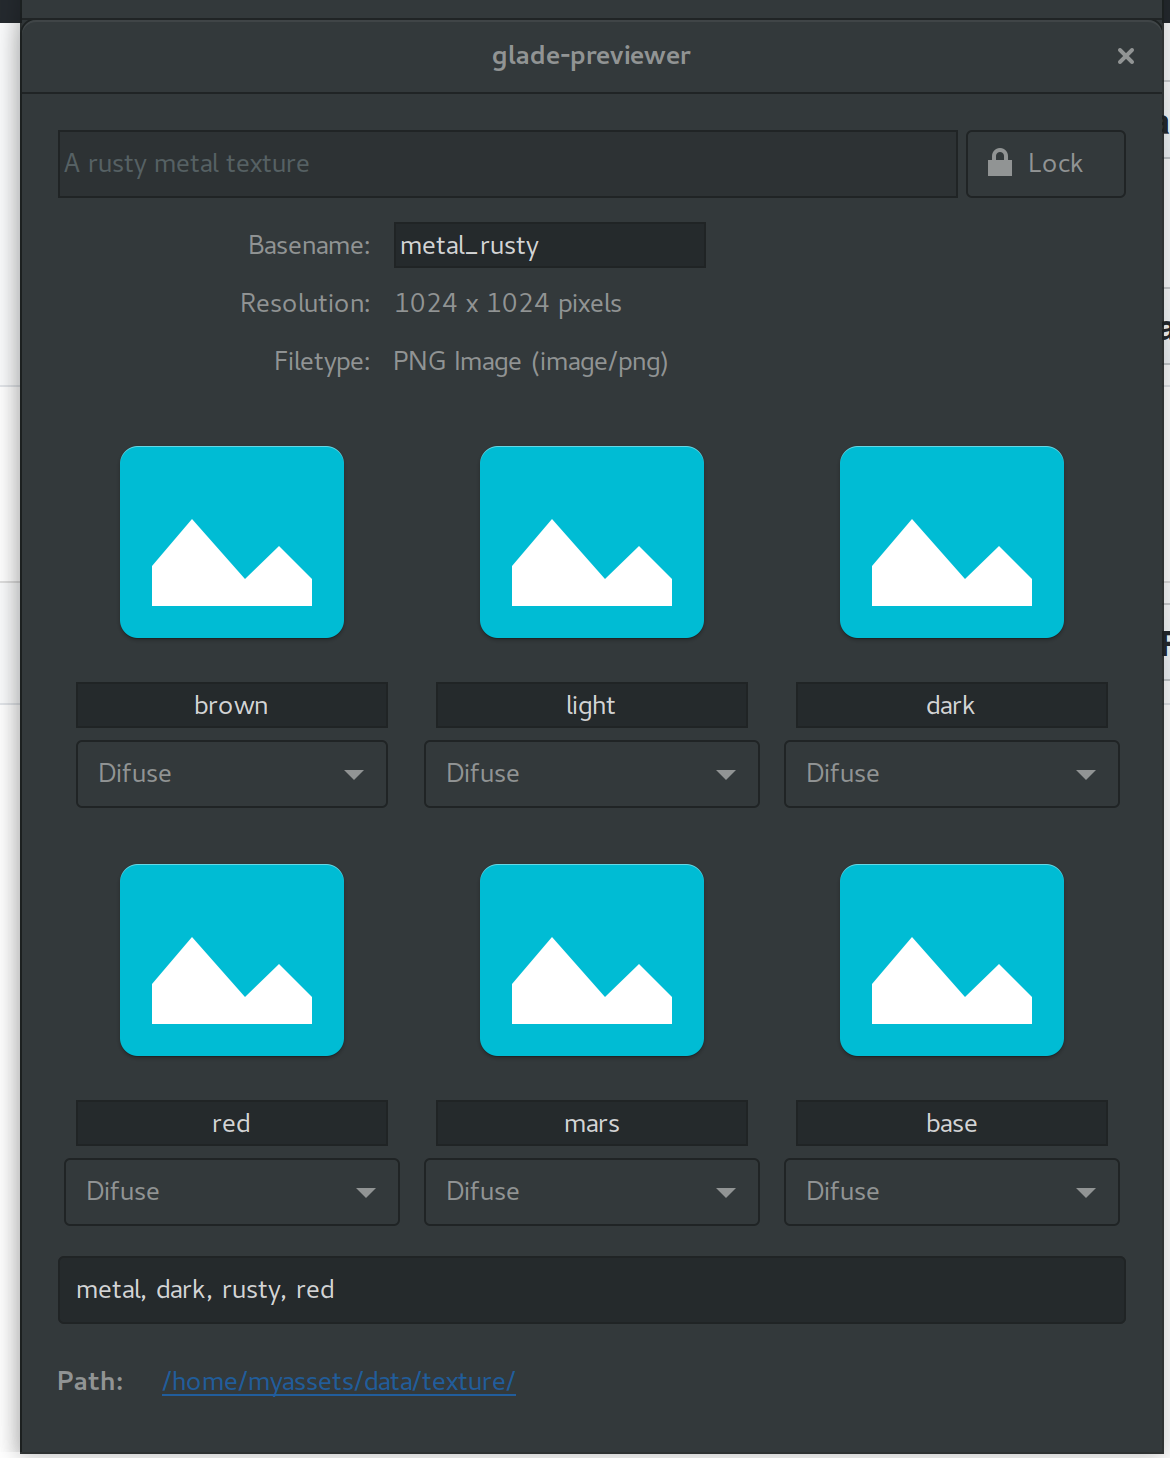 glade-previewer
A rusty metal texture
Lock
Basename: metal_rusty
Resolution: 1024 x 1024 pixels
Filetype: PNG Image (image/png)
brown light dark
Difuse Difuse Difuse
red mars base
Difuse Difuse Difuse
metal, dark, rusty, red
Path: /home/myassets/data/texture/